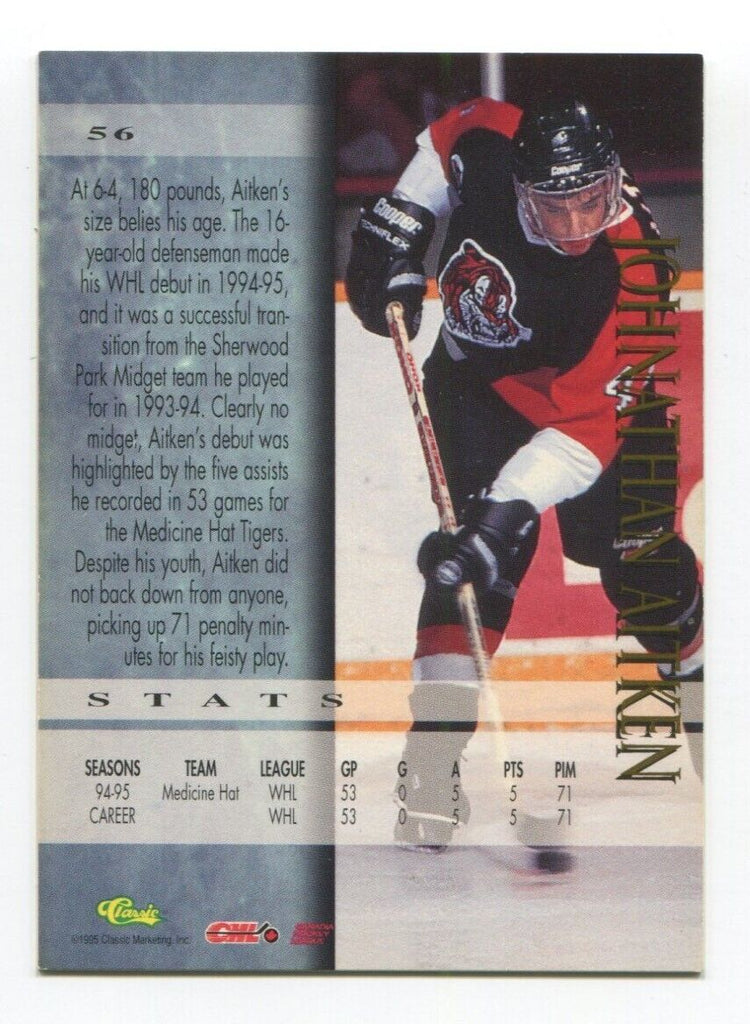 56
At 6-4, 180 pounds, Aitken's
size belies his age. The 16-
year-old defenseman made
his WHL debut in 1994-95,
and it was a successful tran-
sition from the Sherwood
Park Midget team he played
for in 1993-94. Clearly no
midget, Aitken's debut was
highlighted by the five assists
he recorded in 53 games for
the Medicine Hat Tigers.
Despite his youth, Aitken did
not back down from anyone,
picking up 71 penalty min-
utes for his feisty play.
Cooper
Cooper
TECHNIFLEX
4
JOHNATHAN AITKEN
STATS
SEASONS TEAM LEAGUE GP G A PTS PIM
94-95 Medicine Hat WHL 53 0 5 5 71
CAREER WHL 53 0 5 5 71
Classic
©1995 Classic Marketing, Inc.
CHL